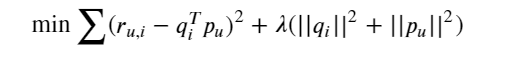 min ∑(r_{u,i} − q_i^T p_u)² + λ(||q_i||² + ||p_u||²)